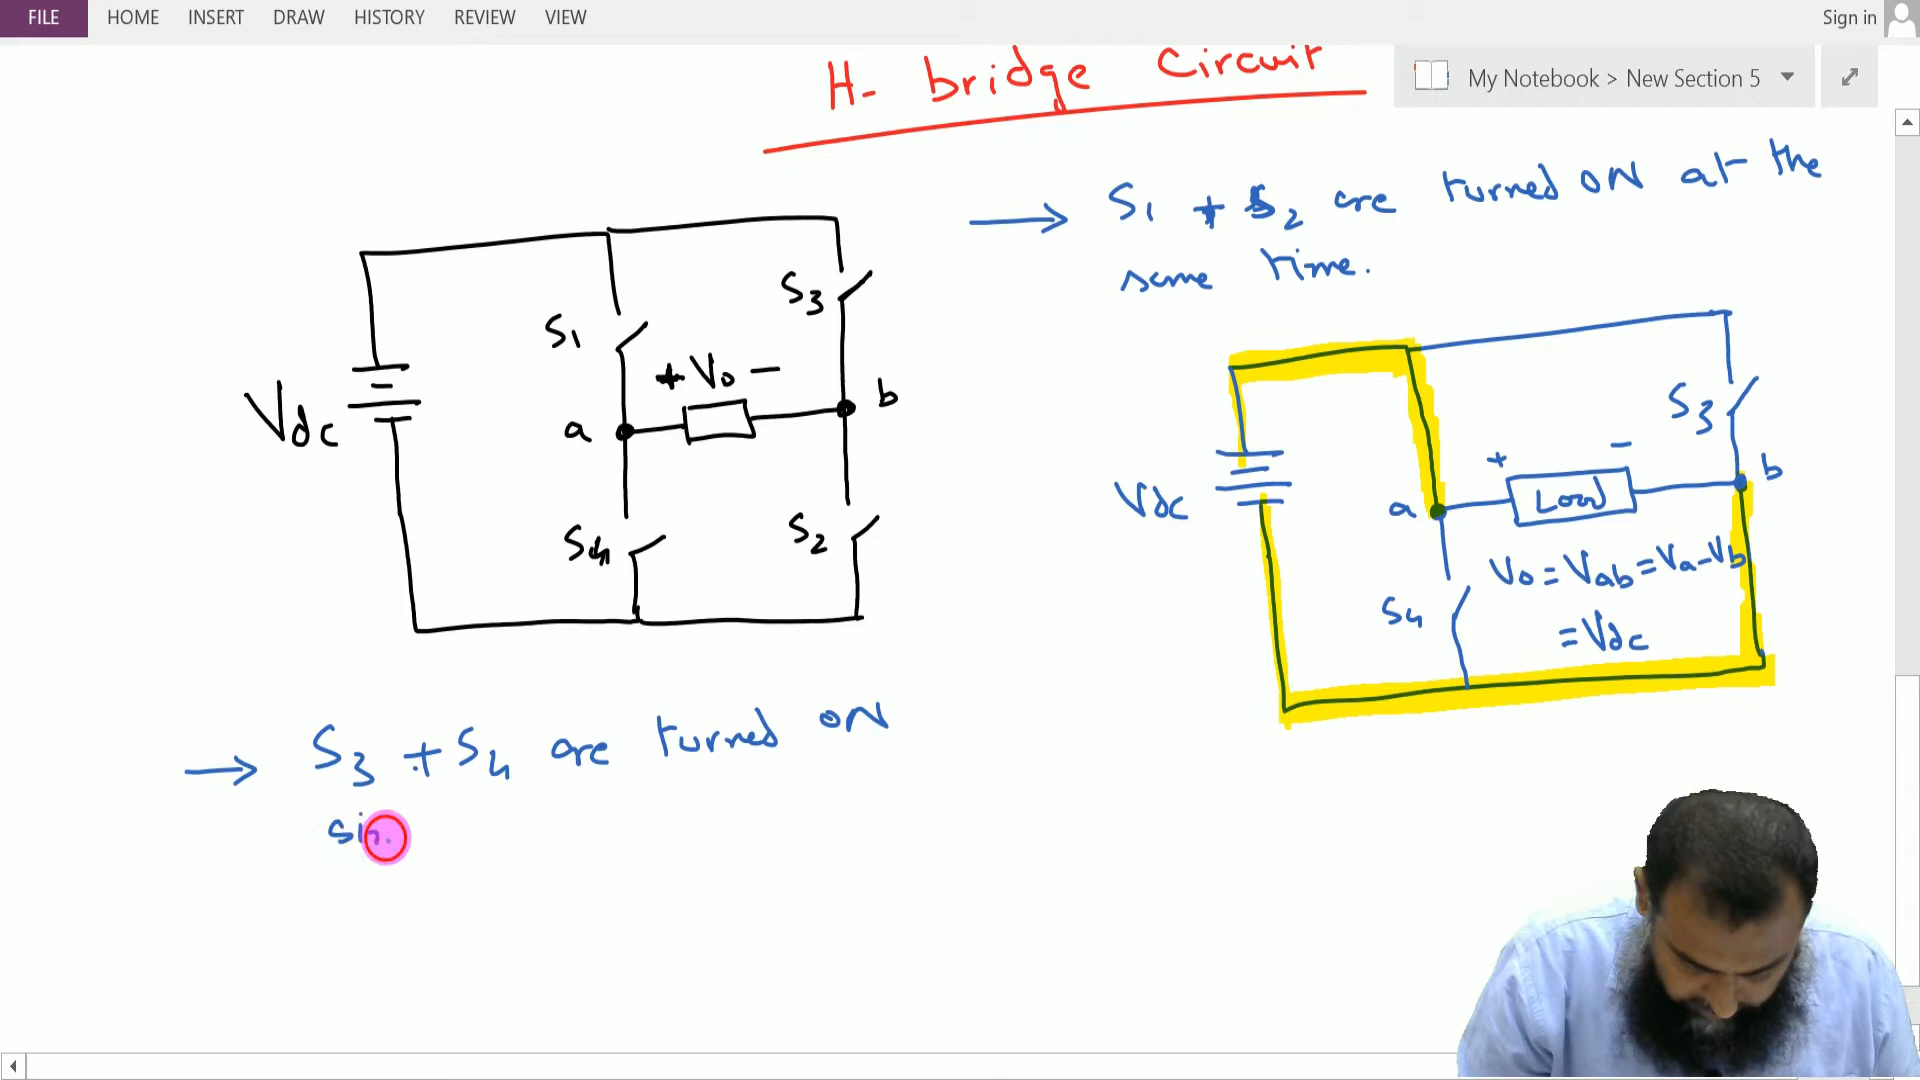 FILE HOME INSERT DRAW HISTORY REVIEW VIEW Sign in
My Notebook > New Section 5
H- bridge Circuit
S1 + S2 are turned ON at the
same time.
S3
S1
+ Vo -
b
a
Vdc
S4
S2
S3
+ -
b
Load
a
Vdc
Vo = Vab = Va-Vb
S4
= Vdc
S3 + S4 are turned ON